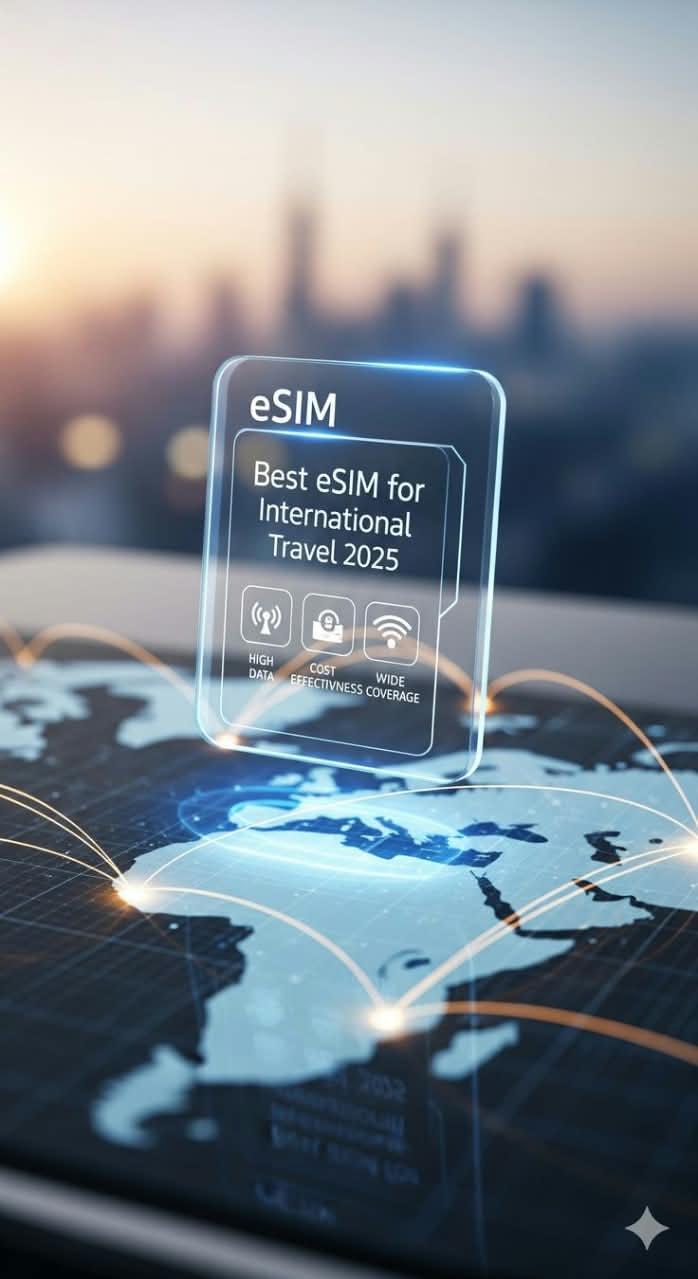 eSIM
Best eSIM for
International
Travel 2025
HIGH
DATA
COST
EFFECTIVNESS
WIDE
COVERAGE